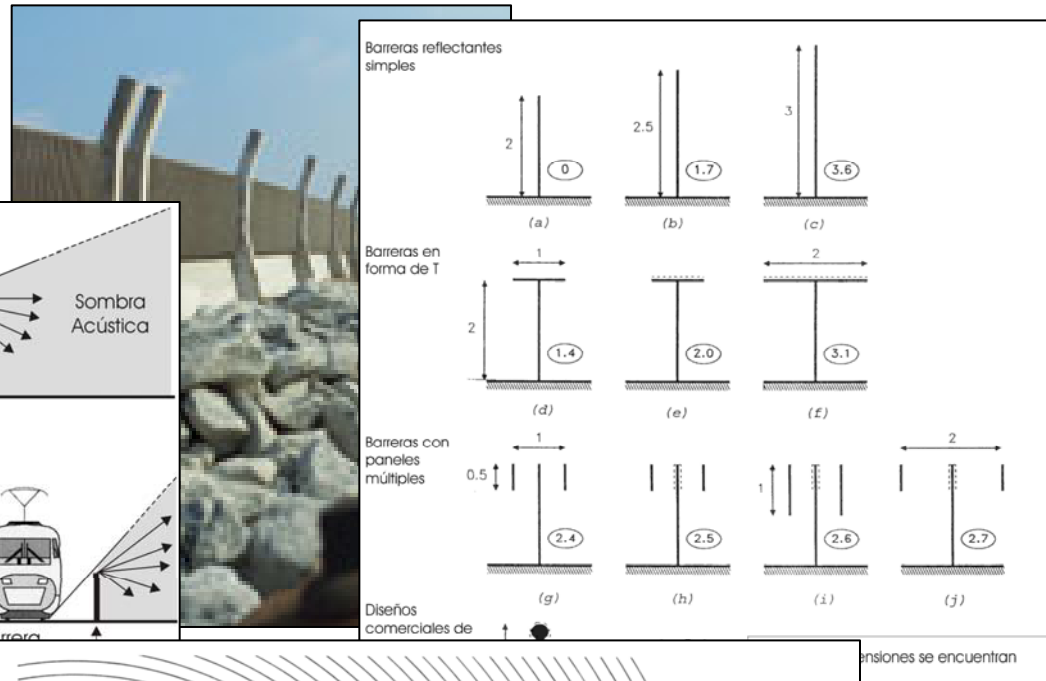 Barreras reflectantes
simples
2
0
2.5
1.7
3
3.6
(a)
(b)
(c)
Barreras en
forma de T
1
2
2
1.4
2.0
3.1
(d)
(e)
(f)
Barreras con
paneles
múltiples
1
2
0.5
1
2.4
2.5
2.6
2.7
(g)
(h)
(i)
(j)
Diseños
comerciales de
ensiones se encuentran
Sombra
Acústica
rrera